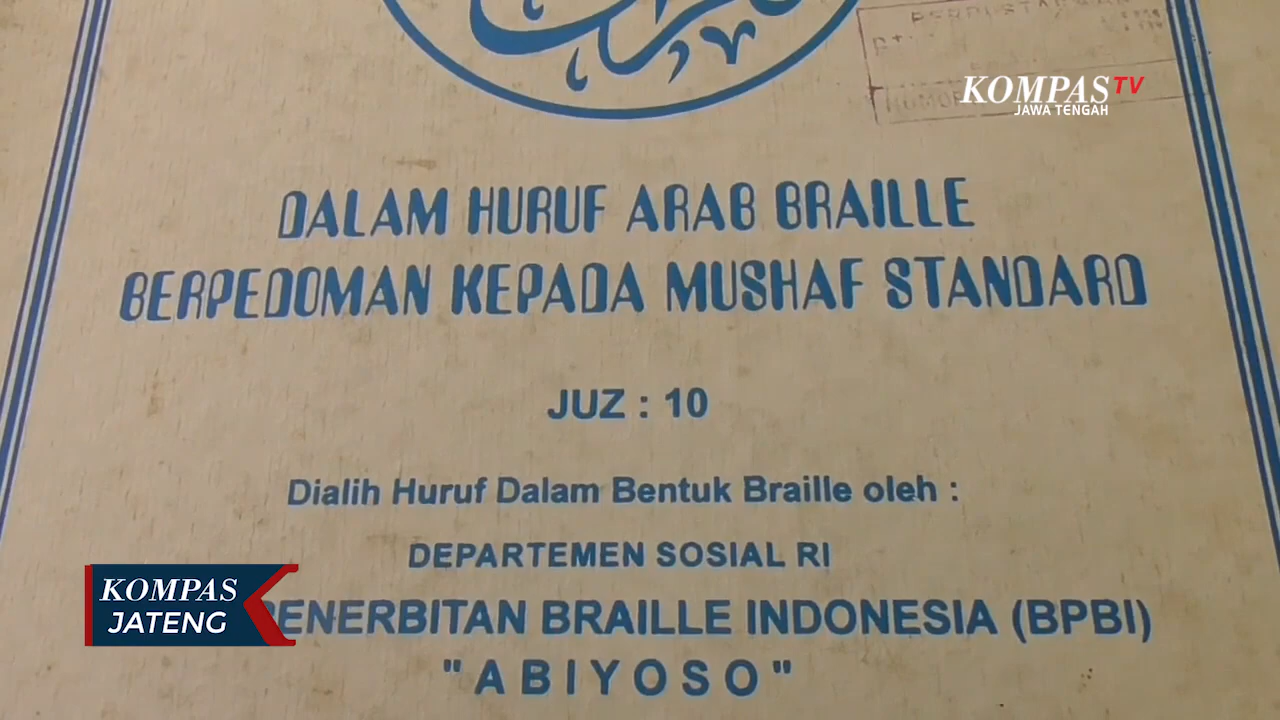 KOMPAS TV
JAWA TENGAH
DALAM HURUF ARAB BRAILLE
BERPEDOMAN KEPADA MUSHAF STANDARD
JUZ : 10
Dialih Huruf Dalam Bentuk Braille oleh :
DEPARTEMEN SOSIAL RI
PENERBITAN BRAILLE INDONESIA (BPBI)
"ABIYOSO"
KOMPAS
JATENG